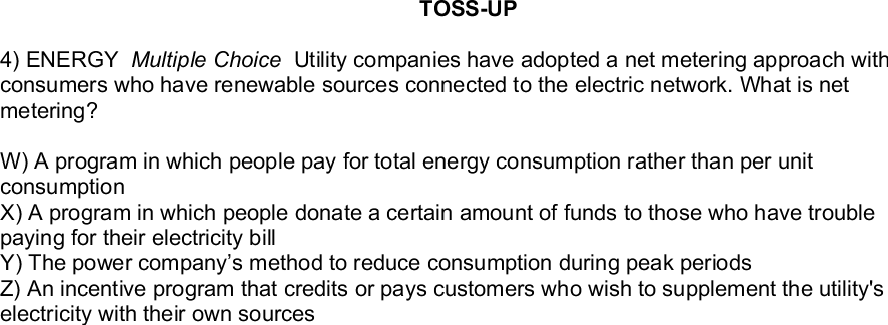 TOSS-UP
4) ENERGY Multiple Choice Utility companies have adopted a net metering approach with
consumers who have renewable sources connected to the electric network. What is net
metering?
W) A program in which people pay for total energy consumption rather than per unit
consumption
X) A program in which people donate a certain amount of funds to those who have trouble
paying for their electricity bill
Y) The power company’s method to reduce consumption during peak periods
Z) An incentive program that credits or pays customers who wish to supplement the utility's
electricity with their own sources